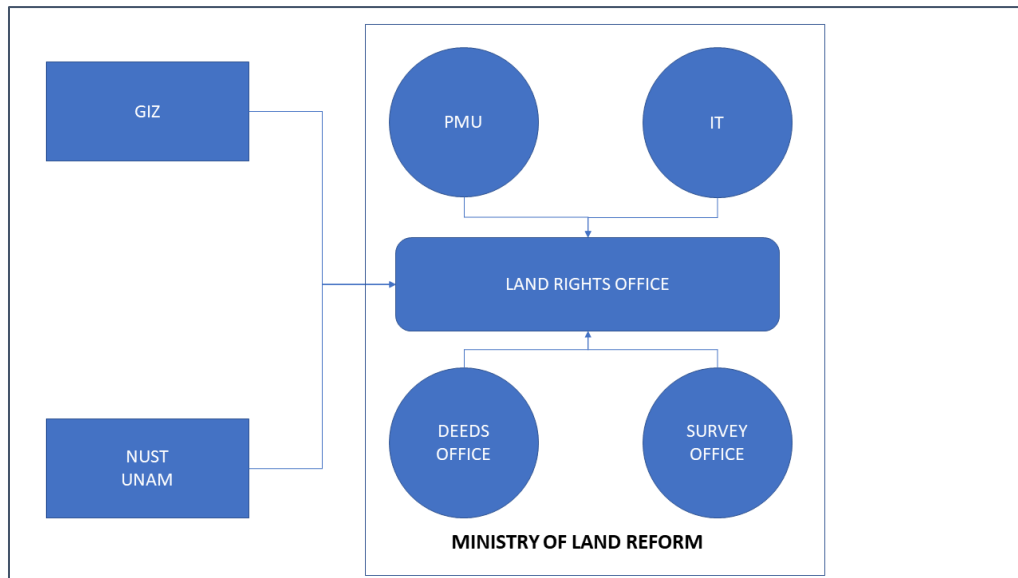 GIZ
PMU
IT
LAND RIGHTS OFFICE
NUST
UNAM
DEEDS
OFFICE
SURVEY
OFFICE
MINISTRY OF LAND REFORM